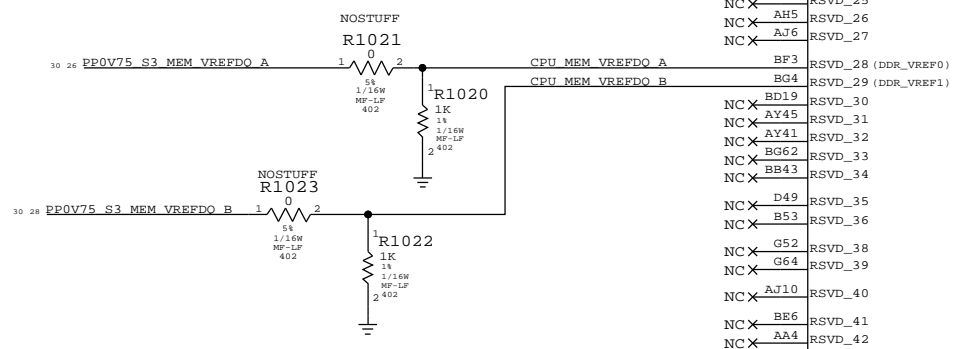 RSVD_25
NC
NOSTUFF
NC AH5 RSVD_26
R1021
NC AJ6 RSVD_27
0
30 26 PP0V75_S3_MEM_VREFDQ_A 1 2 CPU_MEM_VREFDQ_A BF3 RSVD_28 (DDR_VREF0)
5%
CPU_MEM_VREFDQ_B BG4 RSVD_29 (DDR_VREF1)
1/16W
MF-LF
402
1 R1020
NC BD19 RSVD_30
1K
1%
1/16W
MF-LF
2 402
NC AY45 RSVD_31
NC AY41 RSVD_32
NC BG62 RSVD_33
NC BB43 RSVD_34
NOSTUFF
R1023
0
NC D49 RSVD_35
30 28 PP0V75_S3_MEM_VREFDQ_B 1 2
NC B53 RSVD_36
5%
1/16W
MF-LF
402
1 R1022
1K
1%
1/16W
MF-LF
2 402
NC G52 RSVD_38
NC G64 RSVD_39
NC AJ10 RSVD_40
NC BE6 RSVD_41
NC AA4 RSVD_42